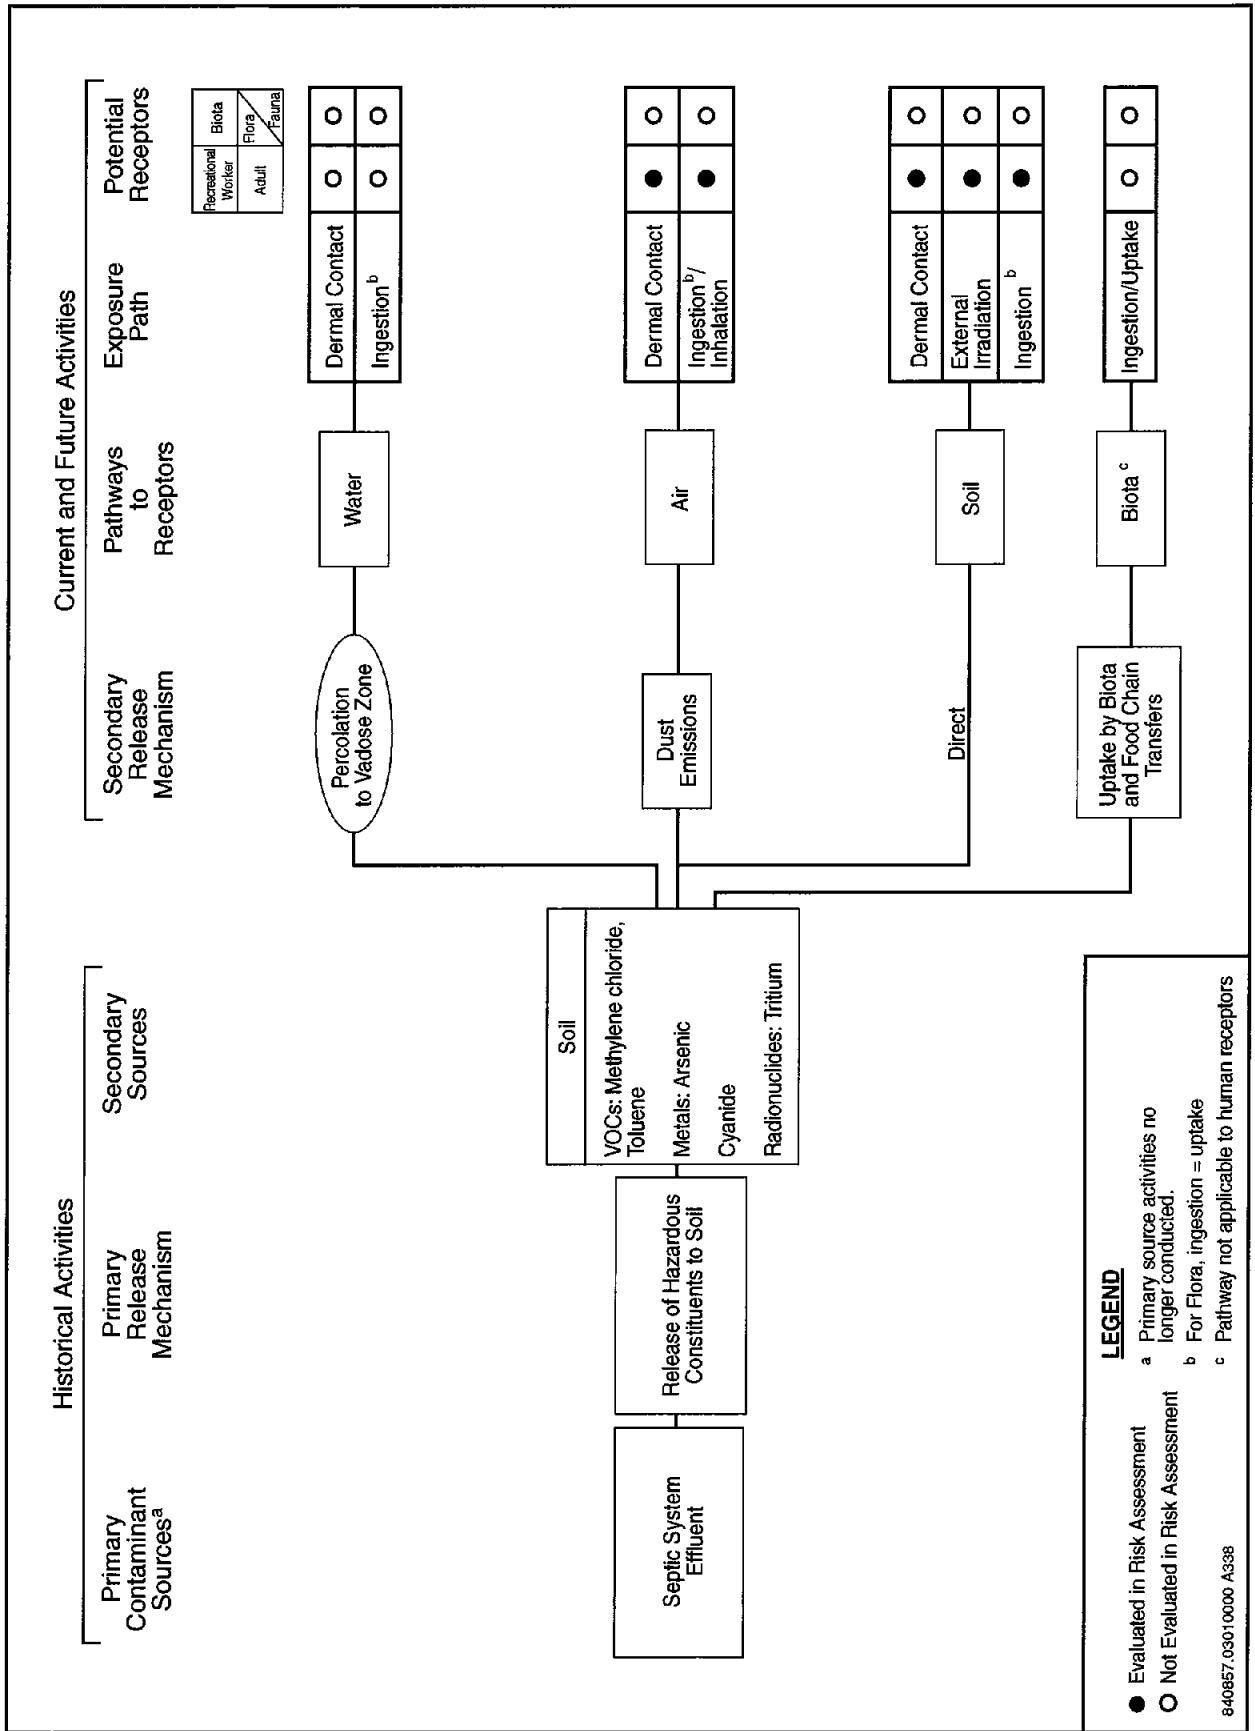 Historical Activities
Current and Future Activities
Primary
Contaminant
Sourcesᵃ
Primary
Release
Mechanism
Secondary
Sources
Secondary
Release
Mechanism
Pathways
to
Receptors
Exposure
Path
Potential
Receptors
Recreational
Worker
Biota
Adult
Flora
Fauna
Septic System
Effluent
Release of Hazardous
Constituents to Soil
Soil
VOCs: Methylene chloride,
Toluene
Metals: Arsenic
Cyanide
Radionuclides: Tritium
Percolation
to Vadose Zone
Water
Dermal Contact
Ingestionᵇ
Dust
Emissions
Air
Dermal Contact
Ingestionᵇ/
Inhalation
Direct
Soil
Dermal Contact
External
Irradiation
Ingestionᵇ
Uptake by Biota
and Food Chain
Transfers
Biotaᶜ
Ingestion/Uptake
LEGEND
● Evaluated in Risk Assessment
○ Not Evaluated in Risk Assessment
a Primary source activities no
longer conducted.
b For Flora, ingestion = uptake
c Pathway not applicable to human receptors
840857.03010000 A338